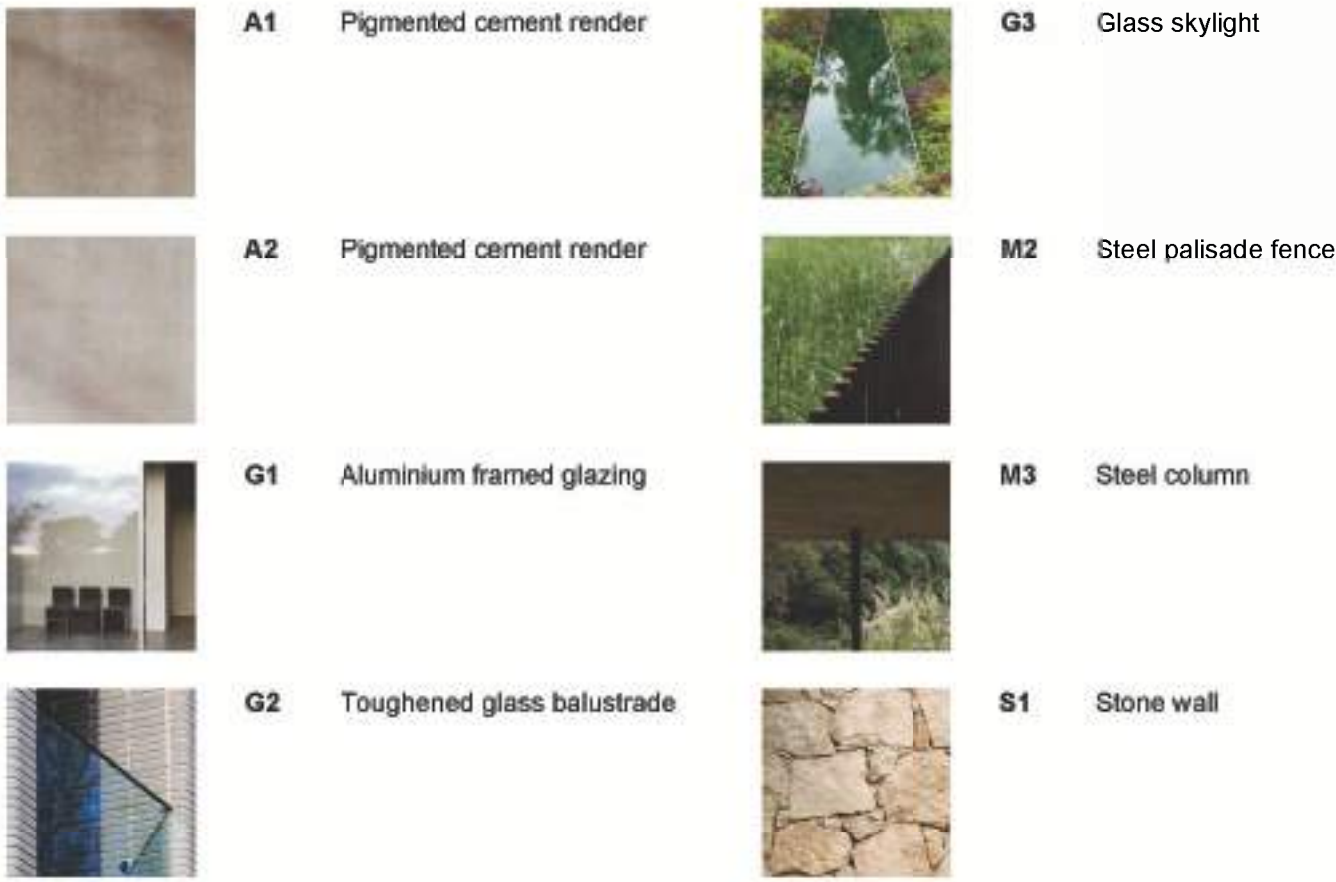 A1 Pigmented cement render
A2 Pigmented cement render
G1 Aluminium framed glazing
G2 Toughened glass balustrade
G3 Glass skylight
M2 Steel palisade fence
M3 Steel column
S1 Stone wall